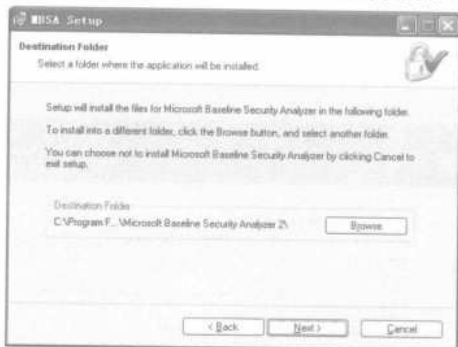 MBSA Setup
Destination Folder
Select a folder where the application will be installed.
Setup will install the files for Microsoft Baseline Security Analyzer in the following folder.
To install into a different folder, click the Browse button, and select another folder.
You can choose not to install Microsoft Baseline Security Analyzer by clicking Cancel to
exit setup.
Destination Folder
C:\Program F...\Microsoft Baseline Security Analyzer 2\
Browse
< Back
Next >
Cancel